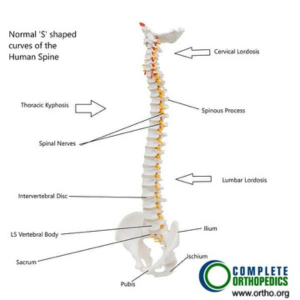 Normal 'S' shaped
curves of the
Human Spine
Cervical Lordosis
Thoracic Kyphosis
Spinous Process
Spinal Nerves
Lumbar Lordosis
Intervertebral Disc
L5 Vertebral Body
Ilium
Sacrum
Ischium
Pubis
COMPLETE
ORTHOPEDICS
www.ortho.org